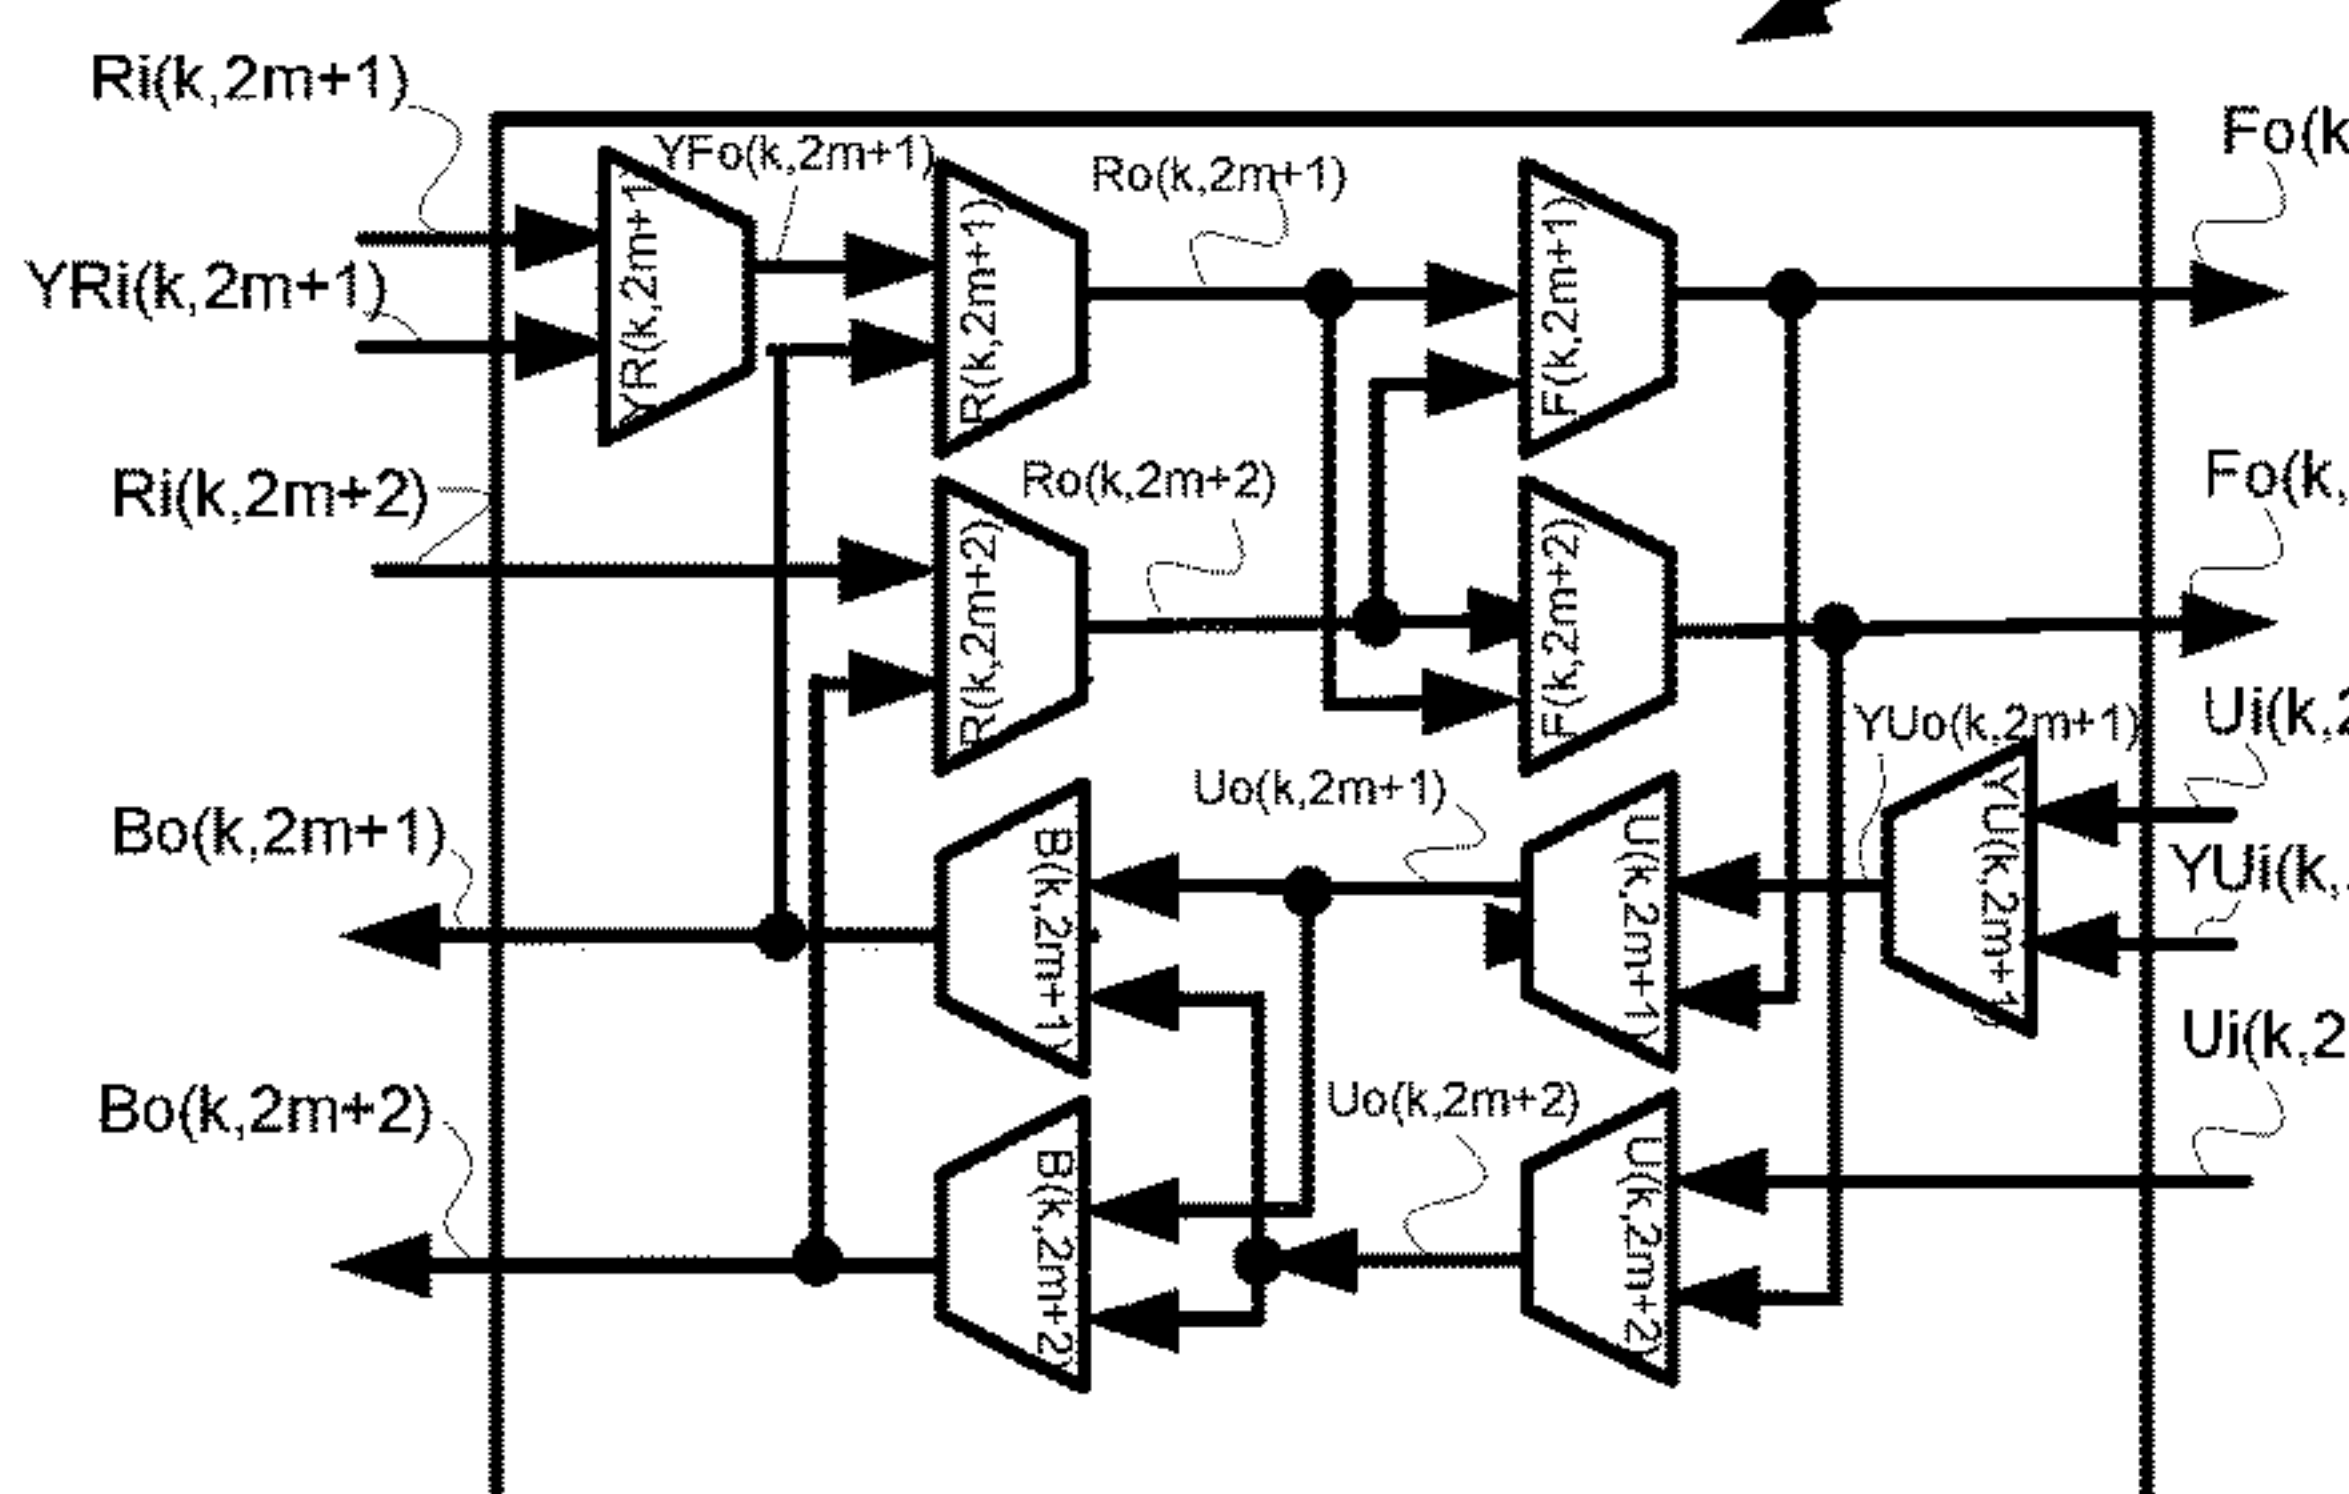 Ri(k,2m+1)
YRi(k,2m+1)
Ri(k,2m+2)
Bo(k,2m+1)
Bo(k,2m+2)
YR(k,2m+1)
YFo(k,2m+1)
R(k,2m+1)
Ro(k,2m+1)
F(k,2m+1)
Fo(k
Ro(k,2m+2)
R(k,2m+2)
F(k,2m+2)
Fo(k,
Uo(k,2m+1)
B(k,2m+1)
U(k,2m+1)
YUo(k,2m+1)
YU(k,2m+1)
Ui(k,2
YUi(k,
Uo(k,2m+2)
B(k,2m+2)
U(k,2m+2)
Ui(k,2